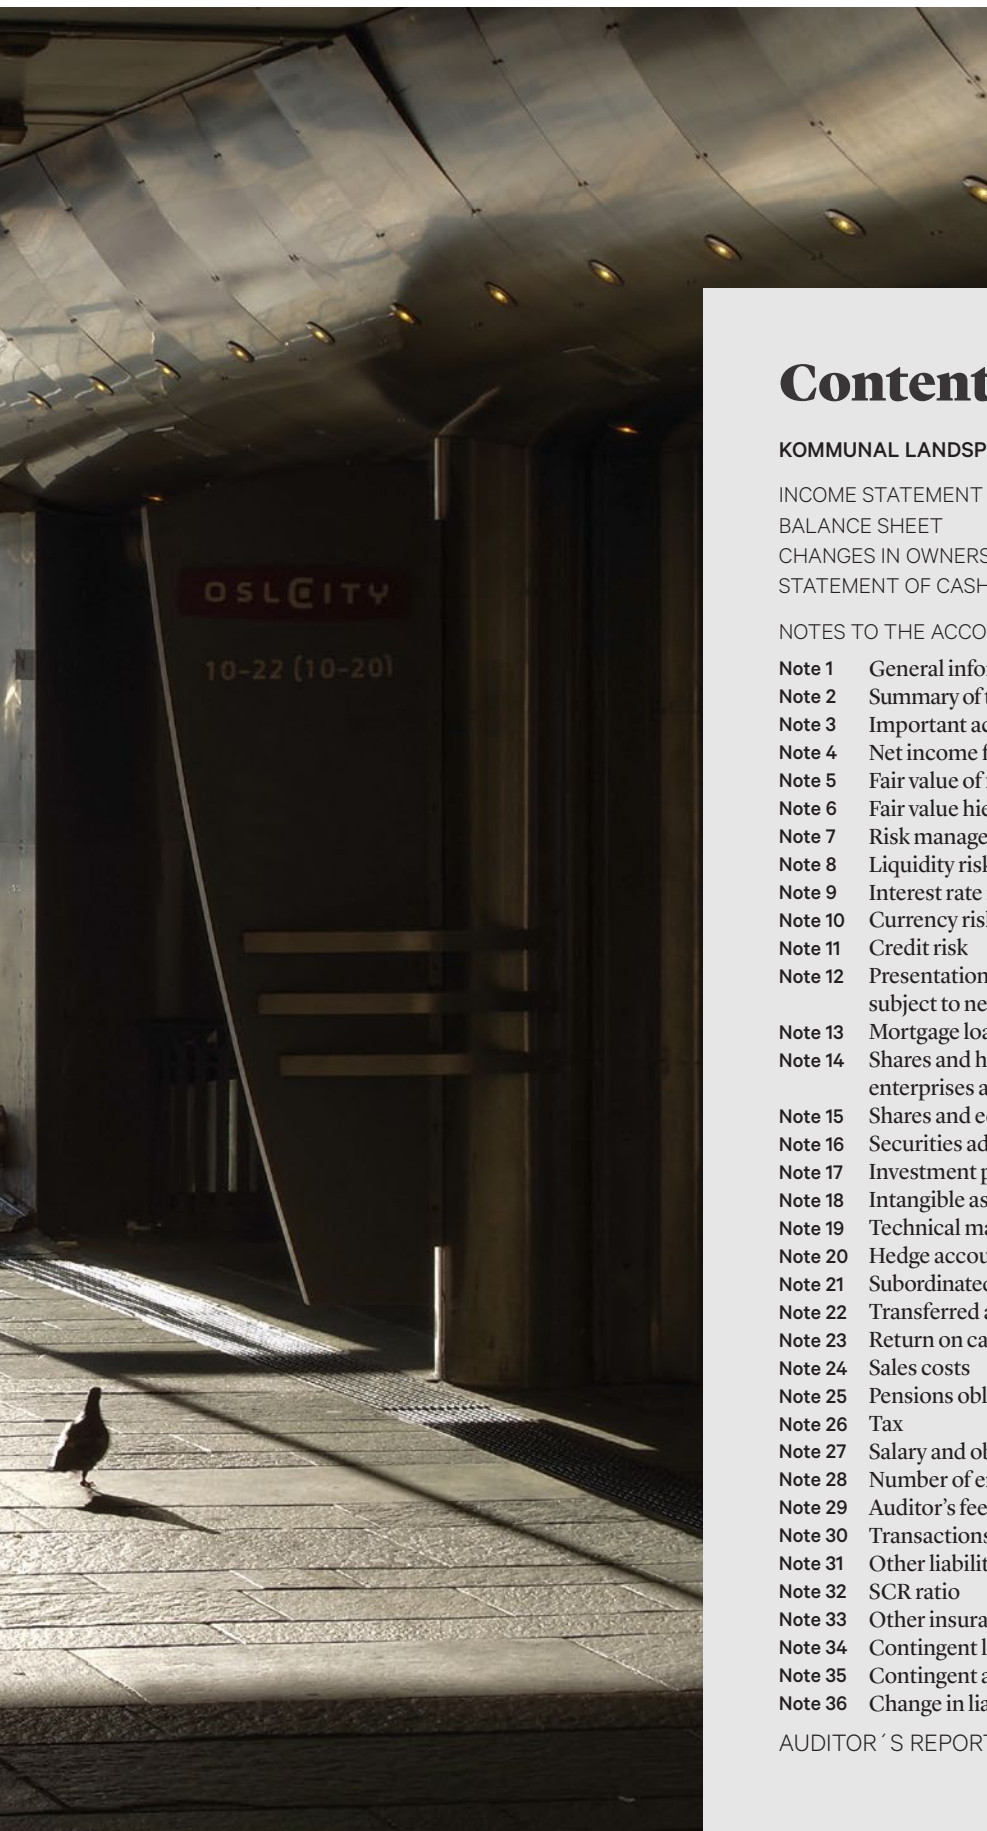 OSLCITY
10-22 (10-20)
Content
KOMMUNAL LANDSP
INCOME STATEMENT
BALANCE SHEET
CHANGES IN OWNERS
STATEMENT OF CASH
NOTES TO THE ACCO
Note 1 General info
Note 2 Summary of
Note 3 Important ac
Note 4 Net income f
Note 5 Fair value of
Note 6 Fair value hie
Note 7 Risk manage
Note 8 Liquidity risk
Note 9 Interest rate
Note 10 Currency risk
Note 11 Credit risk
Note 12 Presentation
subject to ne
Note 13 Mortgage loa
Note 14 Shares and h
enterprises a
Note 15 Shares and e
Note 16 Securities ad
Note 17 Investment p
Note 18 Intangible as
Note 19 Technical ma
Note 20 Hedge accou
Note 21 Subordinated
Note 22 Transferred a
Note 23 Return on ca
Note 24 Sales costs
Note 25 Pensions obl
Note 26 Tax
Note 27 Salary and ob
Note 28 Number of e
Note 29 Auditor's fee
Note 30 Transactions
Note 31 Other liabilit
Note 32 SCR ratio
Note 33 Other insura
Note 34 Contingent l
Note 35 Contingent a
Note 36 Change in lia
AUDITOR´S REPORT